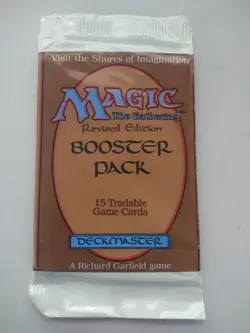 Visit the Shores of Imagination
MAGIC
The Gathering
Revised Edition
BOOSTER
PACK
15 Tradable
Game Cards
DECKMASTER
A Richard Garfield game